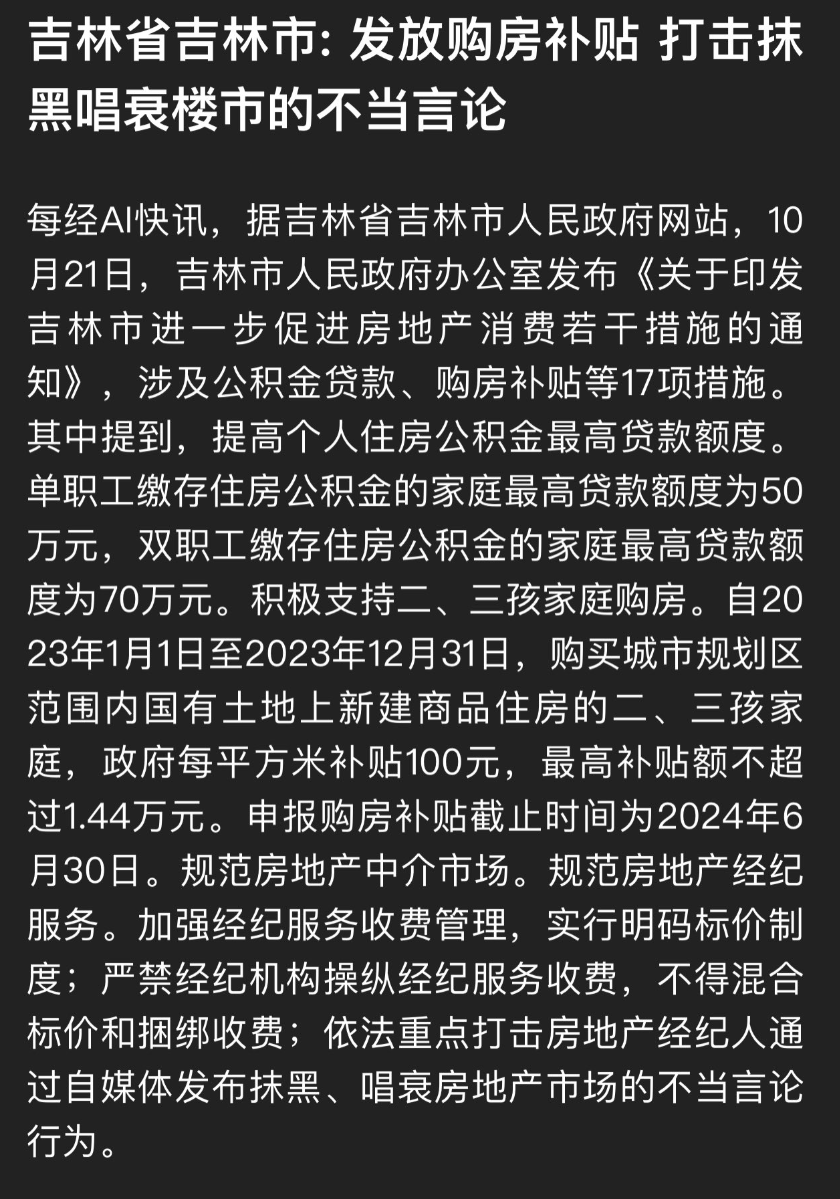 吉林省吉林市: 发放购房补贴 打击抹
黑唱衰楼市的不当言论
每经AI快讯，据吉林省吉林市人民政府网站，10
月21日，吉林市人民政府办公室发布《关于印发
吉林市进一步促进房地产消费若干措施的通
知》，涉及公积金贷款、购房补贴等17项措施。
其中提到，提高个人住房公积金最高贷款额度。
单职工缴存住房公积金的家庭最高贷款额度为50
万元，双职工缴存住房公积金的家庭最高贷款额
度为70万元。积极支持二、三孩家庭购房。自20
23年1月1日至2023年12月31日，购买城市规划区
范围内国有土地上新建商品住房的二、三孩家
庭，政府每平方米补贴100元，最高补贴额不超
过1.44万元。申报购房补贴截止时间为2024年6
月30日。规范房地产中介市场。规范房地产经纪
服务。加强经纪服务收费管理，实行明码标价制
度；严禁经纪机构操纵经纪服务收费，不得混合
标价和捆绑收费；依法重点打击房地产经纪人通
过自媒体发布抹黑、唱衰房地产市场的不当言论
行为。